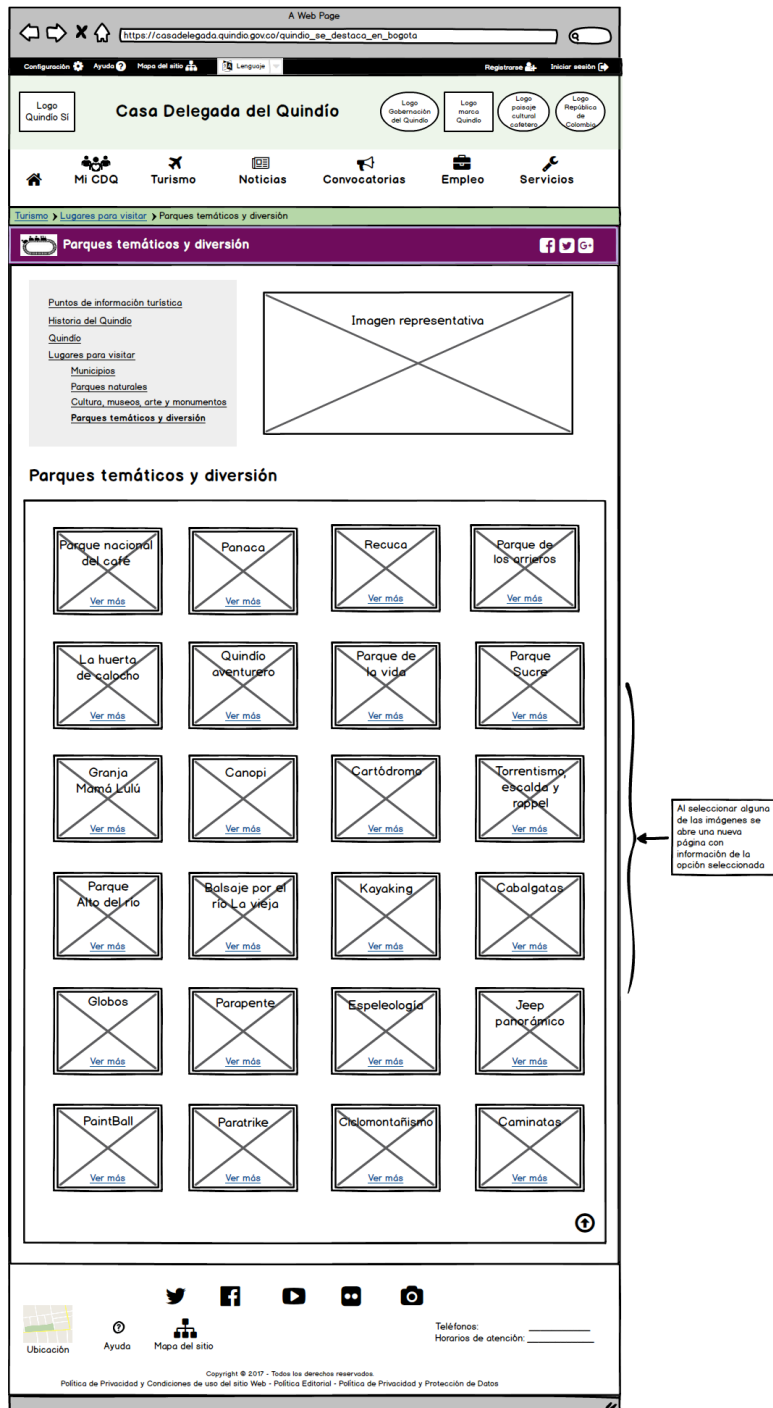 A Web Page
https://casadelegada.quindio.gov.co/quindio_se_destaca_en_bogota
Configuración Ayuda Mapa del sitio Lenguaje Registrarse Iniciar sesión
Logo
Quindío Sí
Casa Delegada del Quindío
Logo
Gobernación
del Quindío
Logo
marca
Quindío
Logo
paisaje
cultural
cafetero
Logo
República
de
Colombia
Mi CDQ Turismo Noticias Convocatorias Empleo Servicios
Turismo Lugares para visitar Parques temáticos y diversión
Parques temáticos y diversión
Puntos de información turística
Historia del Quindío
Quindío
Lugares para visitar
Municipios
Parques naturales
Cultura, museos, arte y monumentos
Parques temáticos y diversión
Imagen representativa
Parques temáticos y diversión
Parque nacional
del café
Ver más
Panaca
Ver más
Recuca
Ver más
Parque de
los arrieros
Ver más
La huerta
de calocho
Ver más
Quindío
aventurero
Ver más
Parque de
la vida
Ver más
Parque
Sucre
Ver más
Granja
Mamá Lulú
Ver más
Canopi
Ver más
Cartódromo
Ver más
Torrentismo,
escalda y
rappel
Ver más
Al seleccionar alguna
de las imágenes se
abre una nueva
página con
información de la
opción seleccionada
Parque
Alto del río
Ver más
Balsaje por el
río La vieja
Ver más
Kayaking
Ver más
Cabalgatas
Ver más
Globos
Ver más
Parapente
Ver más
Espeleología
Ver más
Jeep
panorámico
Ver más
PaintBall
Ver más
Paratrike
Ver más
Ciclomontañismo
Ver más
Caminatas
Ver más
Ubicación
Ayuda
Mapa del sitio
Teléfonos:
Horarios de atención:
Copyright © 2017 - Todos los derechos reservados.
Política de Privacidad y Condiciones de uso del sitio Web - Política Editorial - Política de Privacidad y Protección de Datos